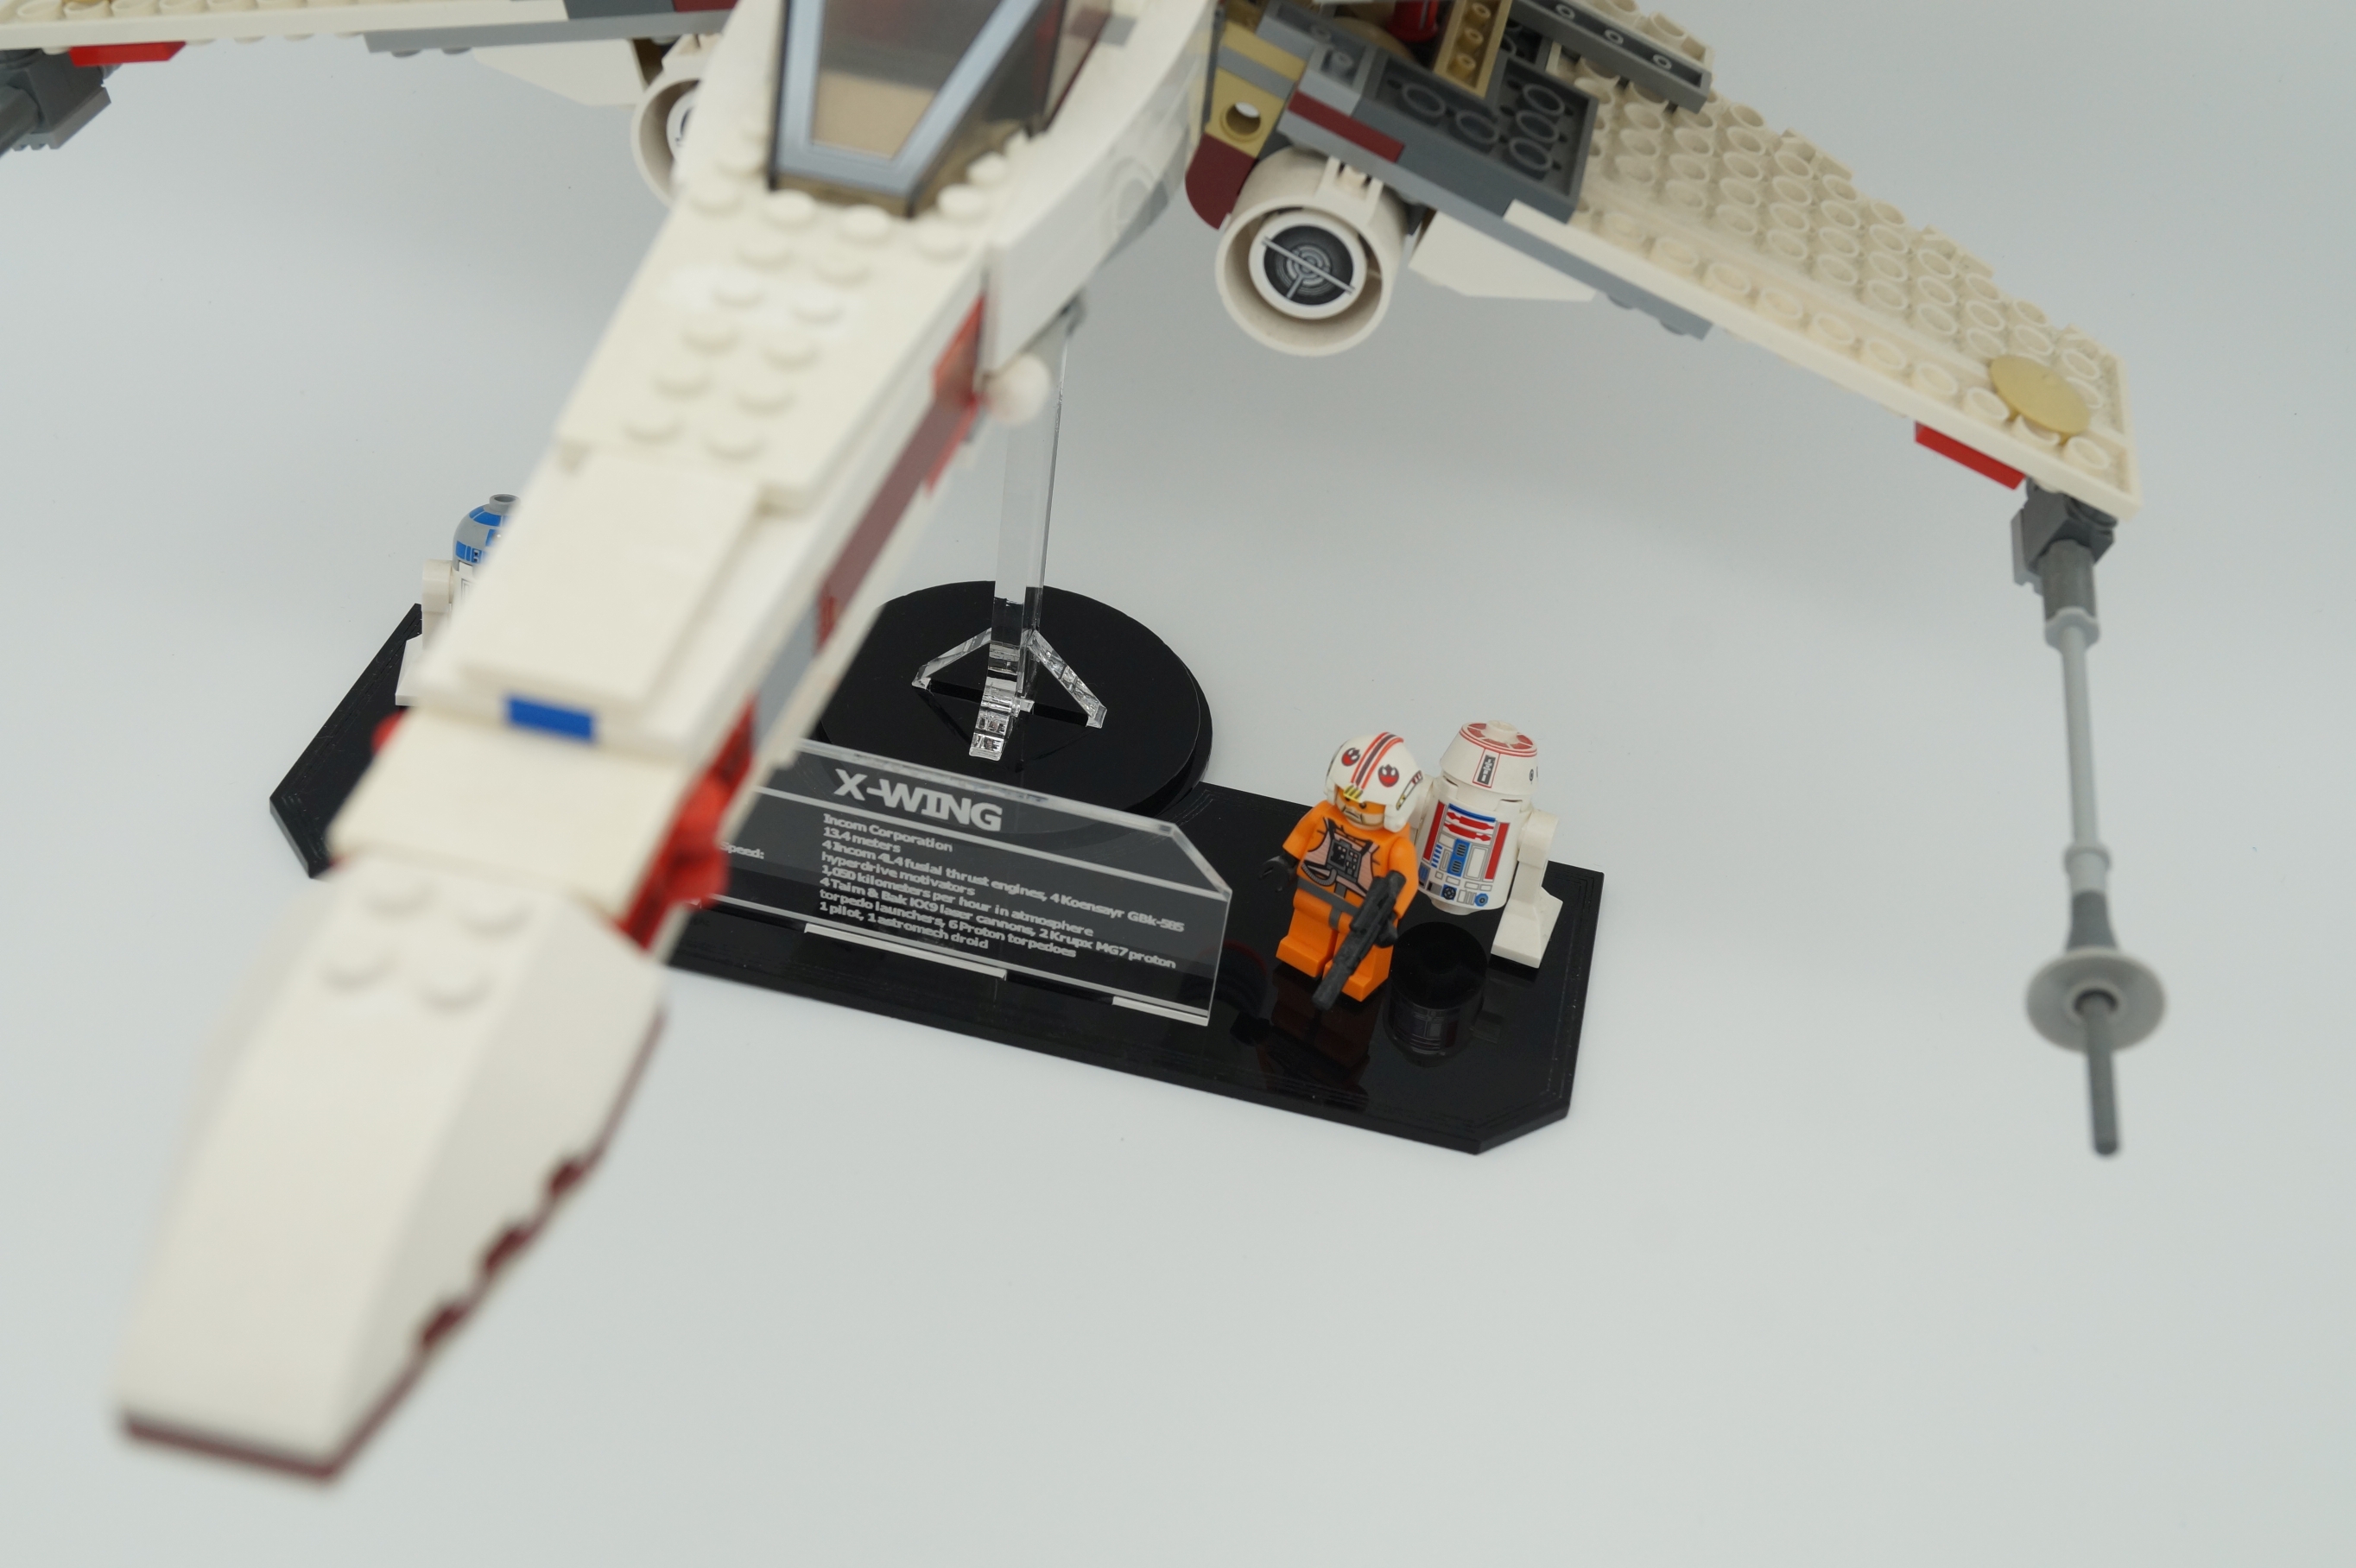 X-WING
Incom Corporation
13.4 meters
4 Incom 4L4 fusial thrust engines, 4 Koensayr GBk-585
hyperdrive motivators
Speed: 1,050 kilometers per hour in atmosphere
4 Taim & Bak KX9 laser cannons, 2 Krupx MG7 proton
torpedo launchers, 6 Proton torpedoes
1 pilot, 1 astromech droid